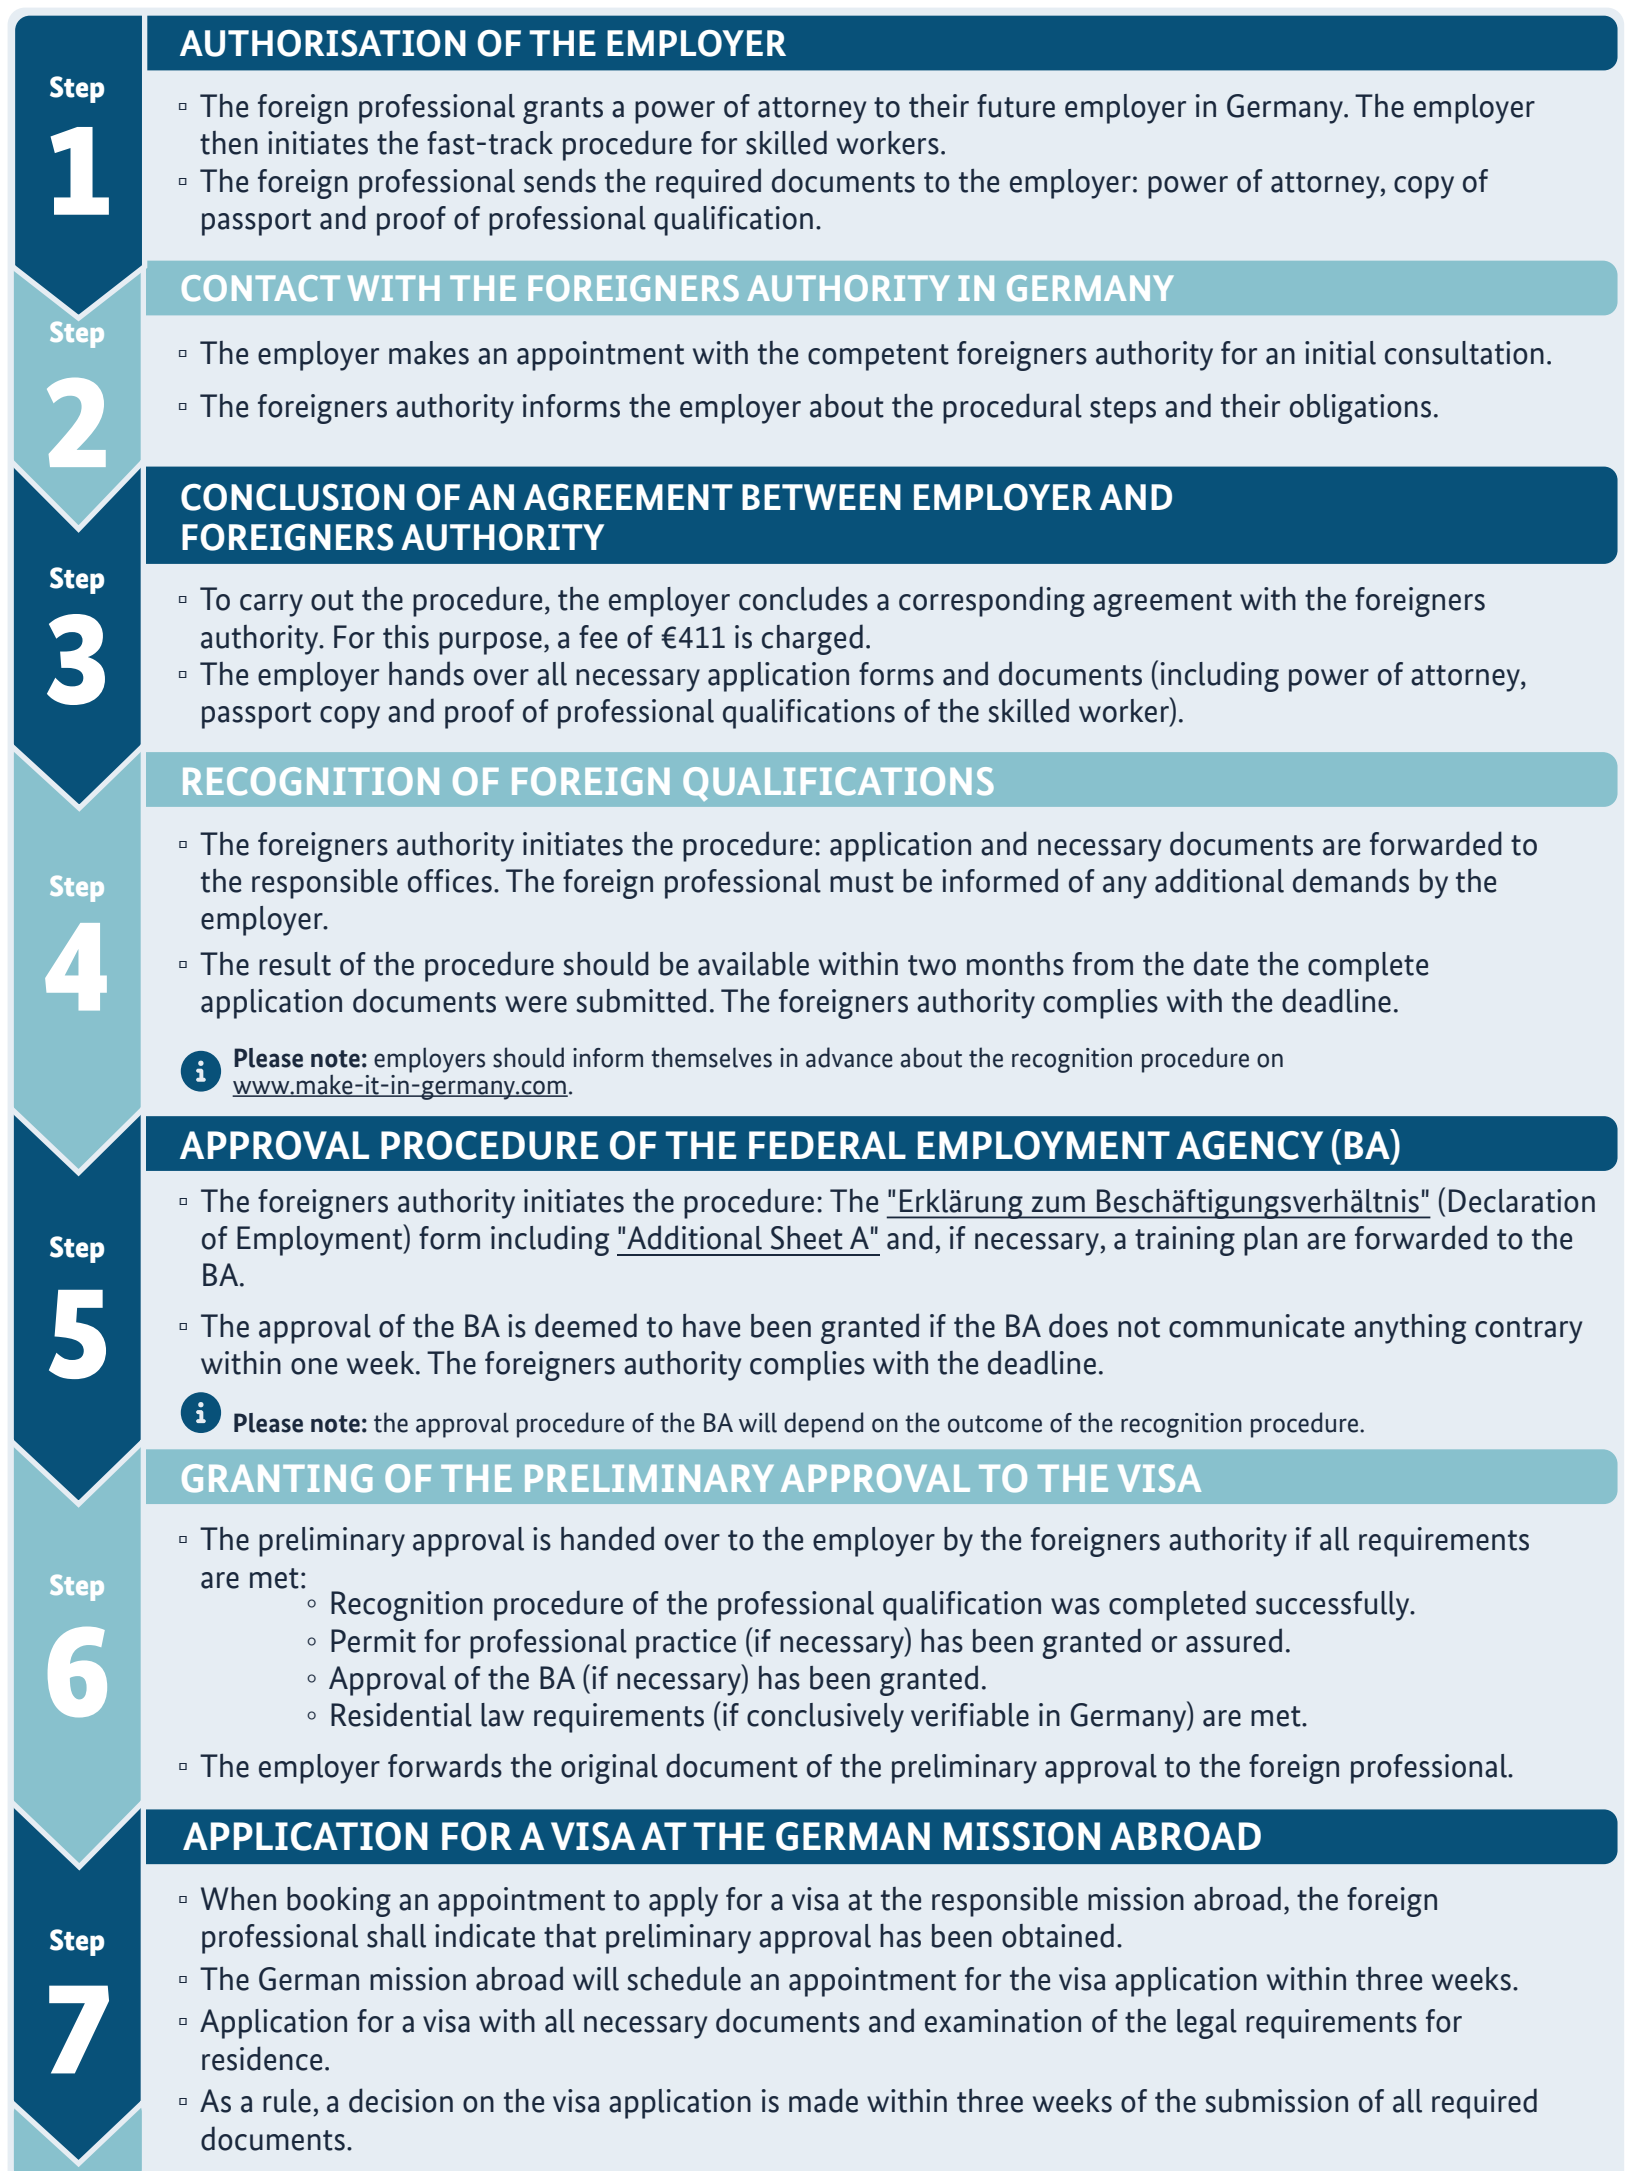 AUTHORISATION OF THE EMPLOYER
Step
1
▫ The foreign professional grants a power of attorney to their future employer in Germany. The employer
then initiates the fast-track procedure for skilled workers.
▫ The foreign professional sends the required documents to the employer: power of attorney, copy of
passport and proof of professional qualification.
CONTACT WITH THE FOREIGNERS AUTHORITY IN GERMANY
Step
2
▫ The employer makes an appointment with the competent foreigners authority for an initial consultation.
▫ The foreigners authority informs the employer about the procedural steps and their obligations.
CONCLUSION OF AN AGREEMENT BETWEEN EMPLOYER AND
FOREIGNERS AUTHORITY
Step
3
▫ To carry out the procedure, the employer concludes a corresponding agreement with the foreigners
authority. For this purpose, a fee of €411 is charged.
▫ The employer hands over all necessary application forms and documents (including power of attorney,
passport copy and proof of professional qualifications of the skilled worker).
RECOGNITION OF FOREIGN QUALIFICATIONS
Step
4
▫ The foreigners authority initiates the procedure: application and necessary documents are forwarded to
the responsible offices. The foreign professional must be informed of any additional demands by the
employer.
▫ The result of the procedure should be available within two months from the date the complete
application documents were submitted. The foreigners authority complies with the deadline.
i Please note: employers should inform themselves in advance about the recognition procedure on
www.make-it-in-germany.com.
APPROVAL PROCEDURE OF THE FEDERAL EMPLOYMENT AGENCY (BA)
Step
5
▫ The foreigners authority initiates the procedure: The "Erklärung zum Beschäftigungsverhältnis" (Declaration
of Employment) form including "Additional Sheet A" and, if necessary, a training plan are forwarded to the
BA.
▫ The approval of the BA is deemed to have been granted if the BA does not communicate anything contrary
within one week. The foreigners authority complies with the deadline.
i Please note: the approval procedure of the BA will depend on the outcome of the recognition procedure.
GRANTING OF THE PRELIMINARY APPROVAL TO THE VISA
Step
6
▫ The preliminary approval is handed over to the employer by the foreigners authority if all requirements
are met:
◦ Recognition procedure of the professional qualification was completed successfully.
◦ Permit for professional practice (if necessary) has been granted or assured.
◦ Approval of the BA (if necessary) has been granted.
◦ Residential law requirements (if conclusively verifiable in Germany) are met.
▫ The employer forwards the original document of the preliminary approval to the foreign professional.
APPLICATION FOR A VISA AT THE GERMAN MISSION ABROAD
Step
7
▫ When booking an appointment to apply for a visa at the responsible mission abroad, the foreign
professional shall indicate that preliminary approval has been obtained.
▫ The German mission abroad will schedule an appointment for the visa application within three weeks.
▫ Application for a visa with all necessary documents and examination of the legal requirements for
residence.
▫ As a rule, a decision on the visa application is made within three weeks of the submission of all required
documents.